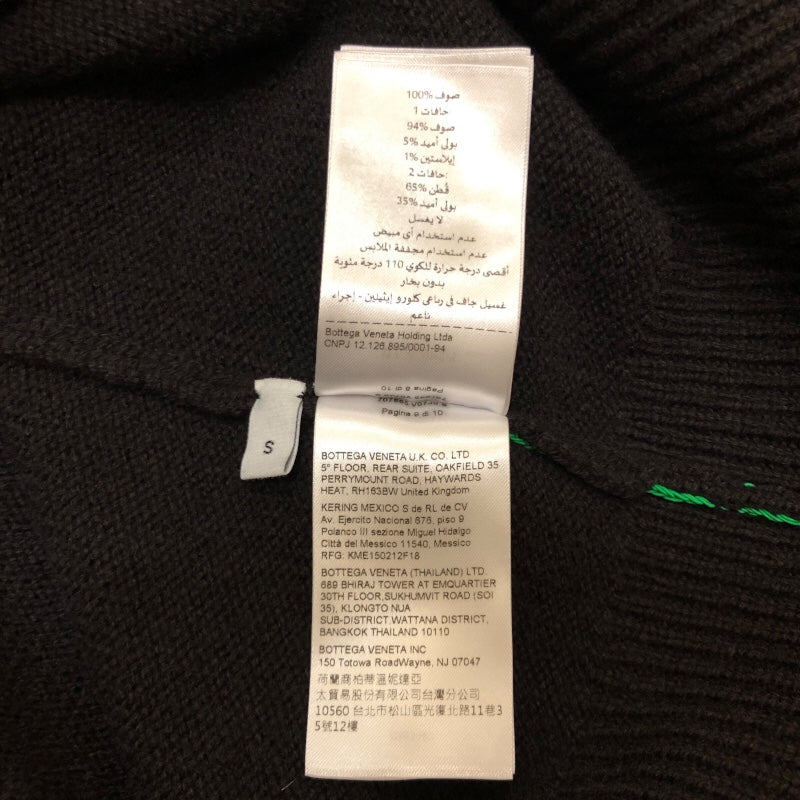 صوف %100
حافات 1
صوف %94
بولي أميد %5
إيلاستين %1
حافات 2:
قُطن %65
بولي أميد %35
لا يغسل
عدم استخدام أي مبيض
عدم استخدام مجففة الملابس
أقصى درجة حرارة للكوي 110 درجة مئوية
بدون بخار
غسيل جاف في رباعي كلورو إيثيلين - إجراء
ناعم
Bottega Veneta Holding Ltda
CNPJ 12.126.895/0001-94
Pagina 8 di 10
Pagina 9 di 10
S
BOTTEGA VENETA U.K. CO. LTD
5° FLOOR, REAR SUITE, OAKFIELD 35
PERRYMOUNT ROAD, HAYWARDS
HEAT, RH163BW United Kingdom
KERING MEXICO S de RL de CV
Av. Ejercito Nacional 676, piso 9
Polanco III sezione Miguel Hidalgo
Città del Messico 11540, Messico
RFG: KME150212F18
BOTTEGA VENETA (THAILAND) LTD.
689 BHIRAJ TOWER AT EMQUARTIER
30TH FLOOR,SUKHUMVIT ROAD (SOI
35), KLONGTO NUA
SUB-DISTRICT,WATTANA DISTRICT,
BANGKOK THAILAND 10110
BOTTEGA VENETA INC
150 Totowa RoadWayne, NJ 07047
荷蘭商柏蒂溫妮達亞
太貿易股份有限公司台灣分公司
10560 台北市松山區光復北路11巷3
5號12樓